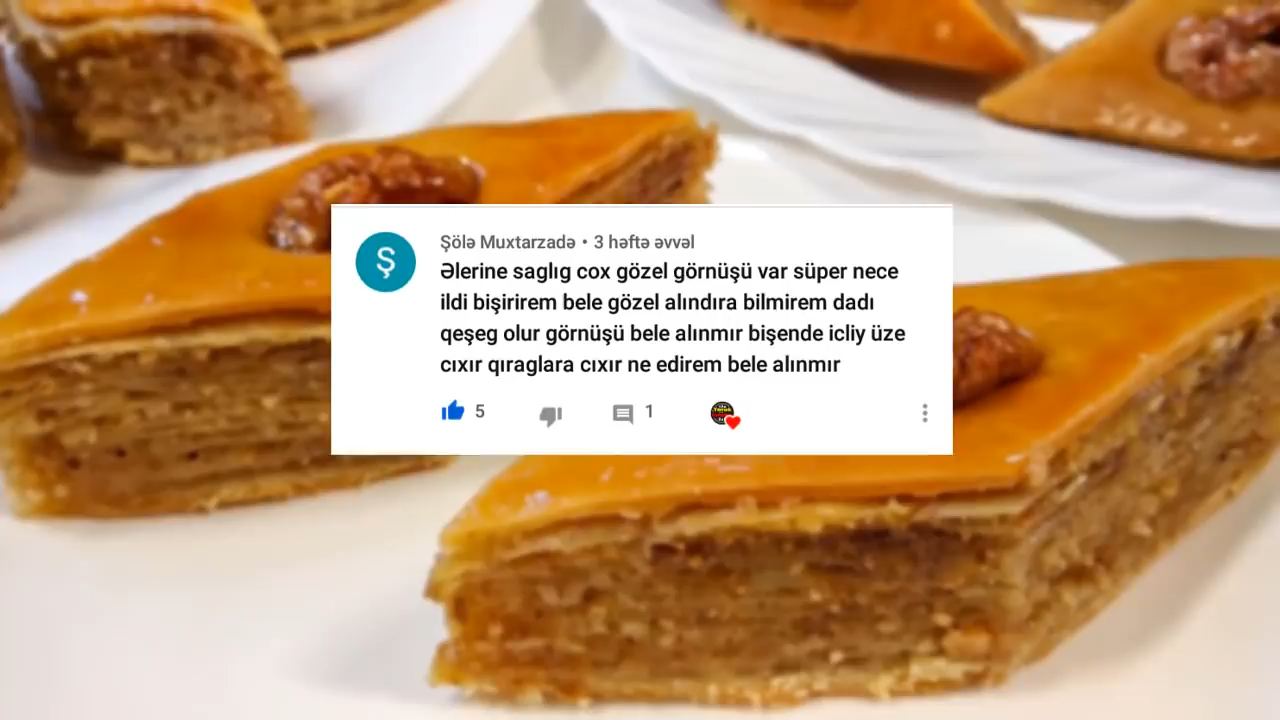 Ş
Şölə Muxtarzadə • 3 həftə əvvəl
Əlerine saglıg cox gözel görnüşü var süper nece
ildi bişirirem bele gözel alındıra bilmirem dadı
qeşeg olur görnüşü bele alınmır bişende icliy üze
cıxır qıraglara cıxır ne edirem bele alınmır
5 1